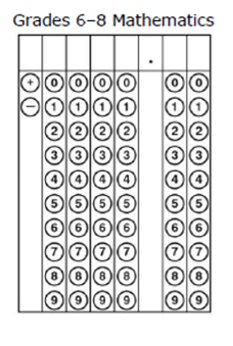 Grades 6–8 Mathematics
.
+ 0 0 0 0 0 0
− 1 1 1 1 1 1
2 2 2 2 2 2
3 3 3 3 3 3
4 4 4 4 4 4
5 5 5 5 5 5
6 6 6 6 6 6
7 7 7 7 7 7
8 8 8 8 8 8
9 9 9 9 9 9